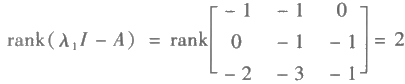 rank(λ₁I − A) = rank[ −1 −1 0
0 −1 −1
−2 −3 −1 ] = 2